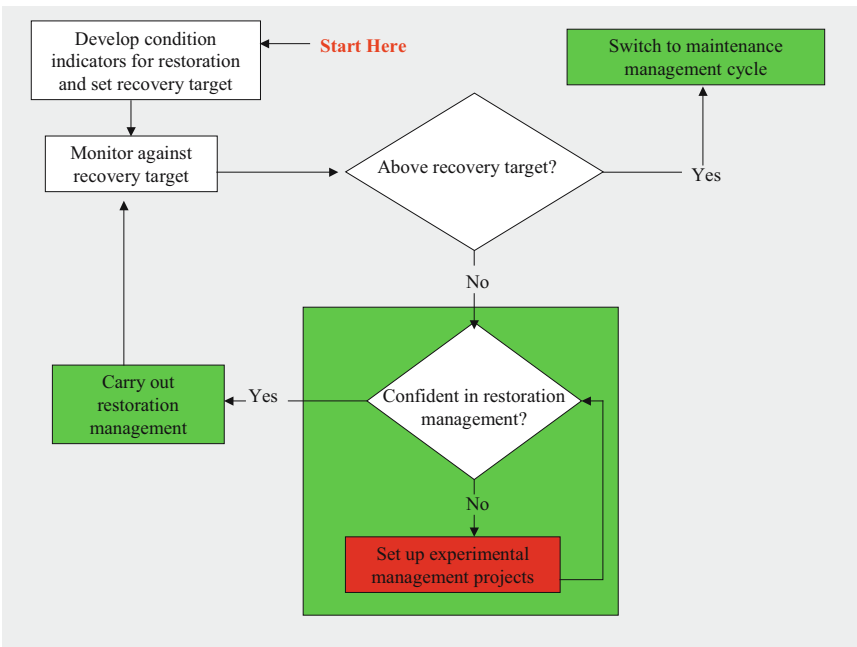 Develop condition
indicators for restoration
and set recovery target
Start Here
Switch to maintenance
management cycle
Monitor against
recovery target
Above recovery target?
Yes
No
Carry out
restoration
management
Yes
Confident in restoration
management?
No
Set up experimental
management projects